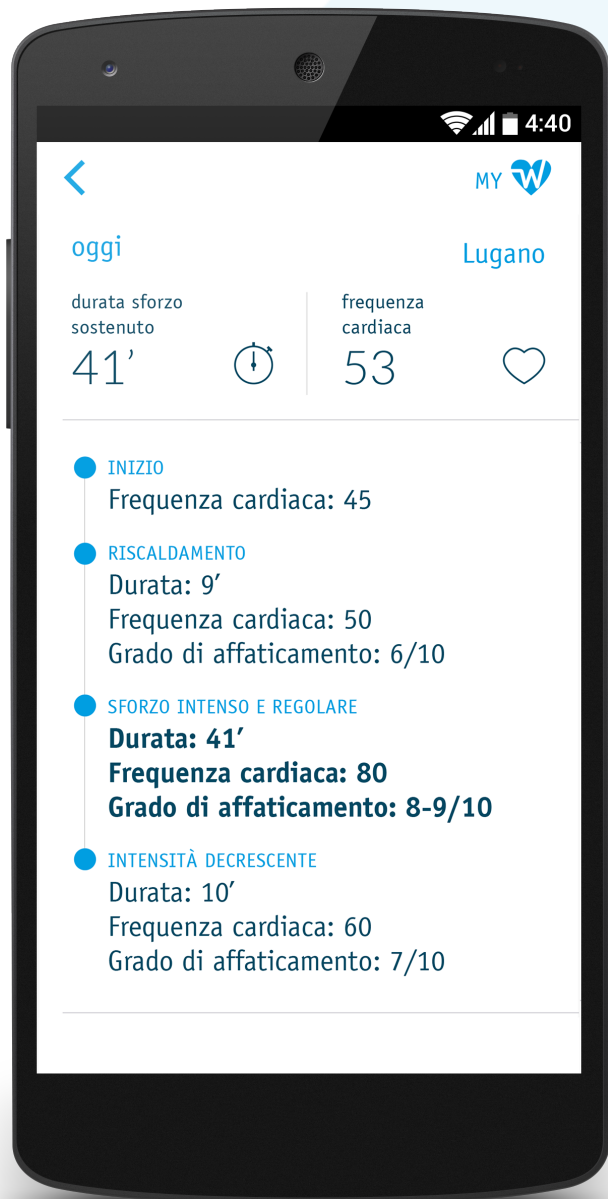 4:40
MY W
oggi
Lugano
durata sforzo
sostenuto
41’
frequenza
cardiaca
53
INIZIO
Frequenza cardiaca: 45
RISCALDAMENTO
Durata: 9’
Frequenza cardiaca: 50
Grado di affaticamento: 6/10
SFORZO INTENSO E REGOLARE
Durata: 41’
Frequenza cardiaca: 80
Grado di affaticamento: 8-9/10
INTENSITÀ DECRESCENTE
Durata: 10’
Frequenza cardiaca: 60
Grado di affaticamento: 7/10